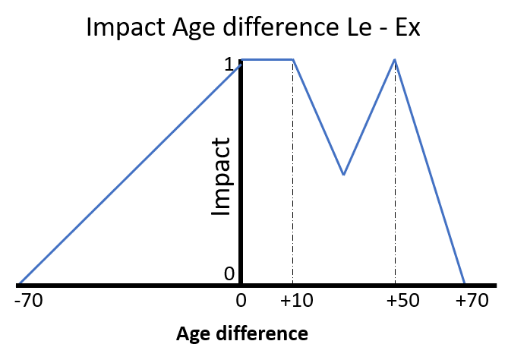 Impact Age difference Le - Ex
1
Impact
0
-70 0 +10 +50 +70
Age difference